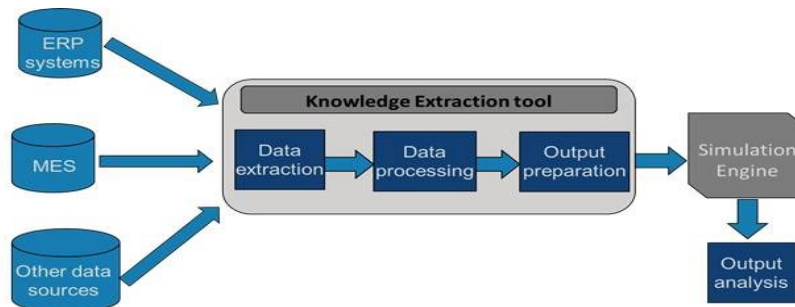 ERP
systems
MES
Other data
sources
Knowledge Extraction tool
Data
extraction
Data
processing
Output
preparation
Simulation
Engine
Output
analysis